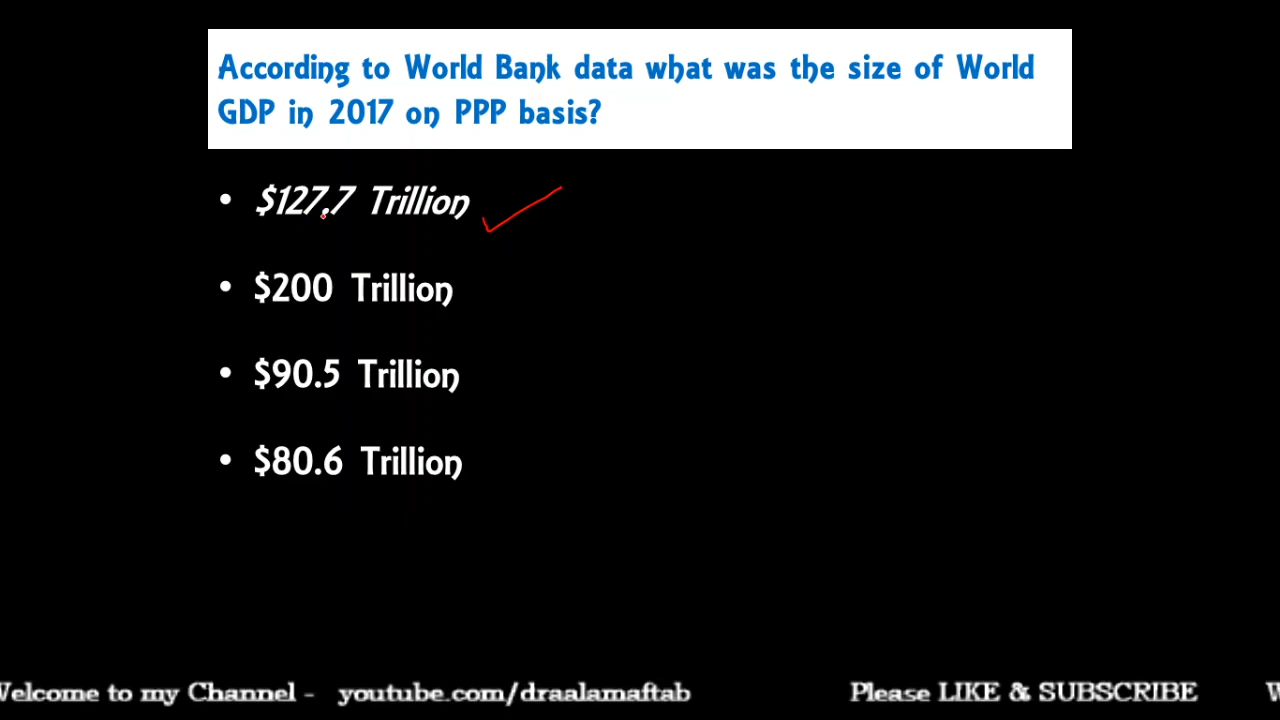 According to World Bank data what was the size of World
GDP in 2017 on PPP basis?
• $127.7 Trillion
• $200 Trillion
• $90.5 Trillion
• $80.6 Trillion
Welcome to my Channel - youtube.com/draalamaftab Please LIKE & SUBSCRIBE W